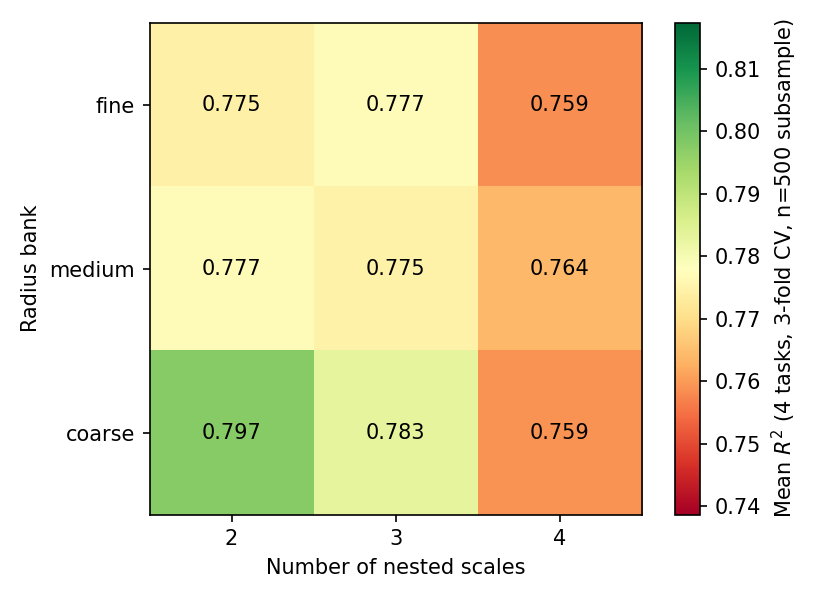 fine 0.775 0.777 0.759
medium 0.777 0.775 0.764
coarse 0.797 0.783 0.759
2 3 4
Number of nested scales
Radius bank
0.81
0.80
0.79
0.78
0.77
0.76
0.75
0.74
Mean R² (4 tasks, 3-fold CV, n=500 subsample)